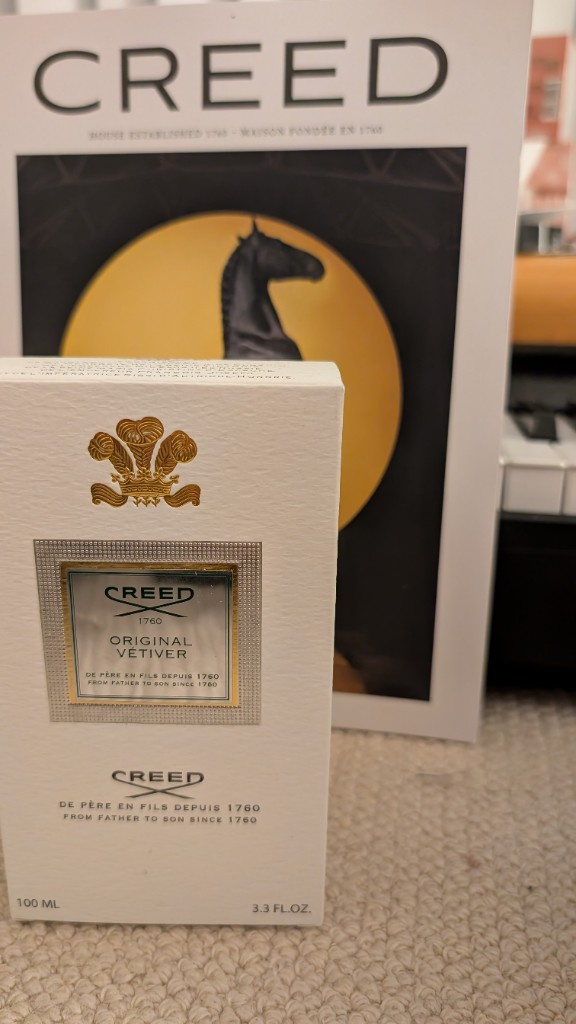 CREED
HOUSE ESTABLISHED 1760 - MAISON FONDÉE EN 1760
CREED
1760
ORIGINAL
VÉTIVER
DE PÈRE EN FILS DEPUIS 1760
FROM FATHER TO SON SINCE 1760
CREED
DE PÈRE EN FILS DEPUIS 1760
FROM FATHER TO SON SINCE 1760
100 ML
3.3 FL.OZ.